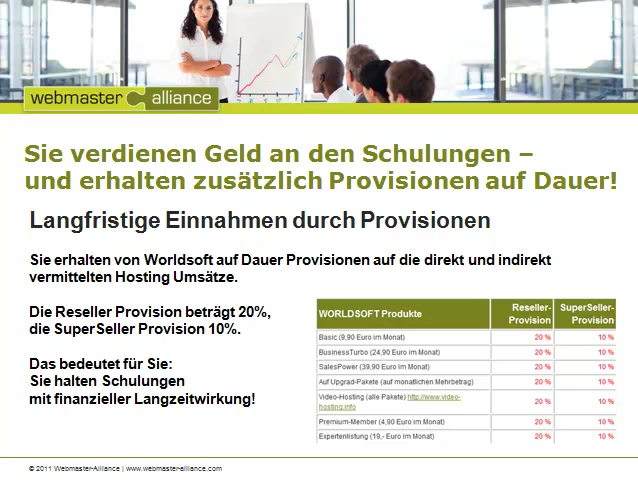 webmaster alliance
Sie verdienen Geld an den Schulungen –
und erhalten zusätzlich Provisionen auf Dauer!
Langfristige Einnahmen durch Provisionen
Sie erhalten von Worldsoft auf Dauer Provisionen auf die direkt und indirekt
vermittelten Hosting Umsätze.
Die Reseller Provision beträgt 20%,
die SuperSeller Provision 10%.
Das bedeutet für Sie:
Sie halten Schulungen
mit finanzieller Langzeitwirkung!
WORLDSOFT Produkte Reseller-Provision SuperSeller-Provision
Basic (9,90 Euro im Monat) 20 % 10 %
BusinessTurbo (24,90 Euro im Monat) 20 % 10 %
SalesPower (39,90 Euro im Monat) 20 % 10 %
Auf Upgrad-Pakete (auf monatlichen Mehrbetrag) 20 % 10 %
Video-Hosting (alle Pakete) http://www.video-
hosting.info 20 % 10 %
Premium-Member (4,90 Euro im Monat) 20 % 10 %
Expertenlistung (19,- Euro im Monat) 20 % 10 %
© 2011 Webmaster-Alliance | www.webmaster-alliance.com